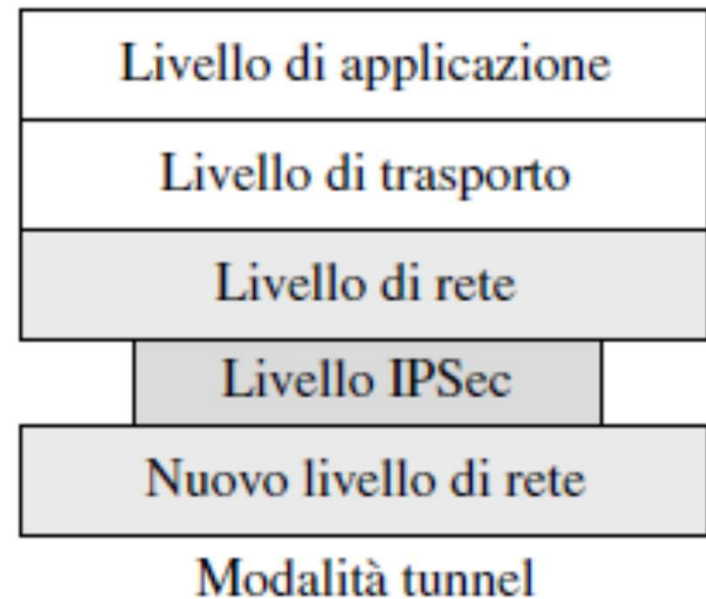 Livello di applicazione
Livello di trasporto
Livello di rete
Livello IPSec
Nuovo livello di rete
Modalità tunnel